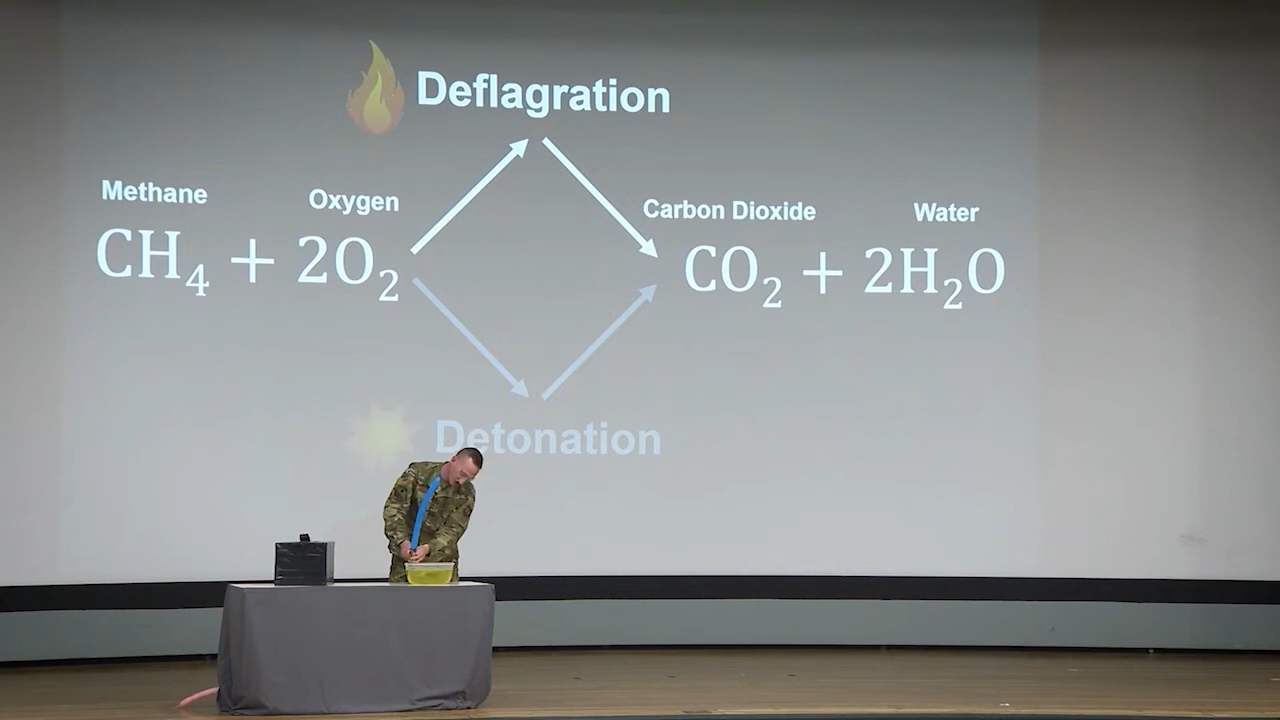 Deflagration
Methane Oxygen Carbon Dioxide Water
CH₄ + 2O₂ CO₂ + 2H₂O
Detonation